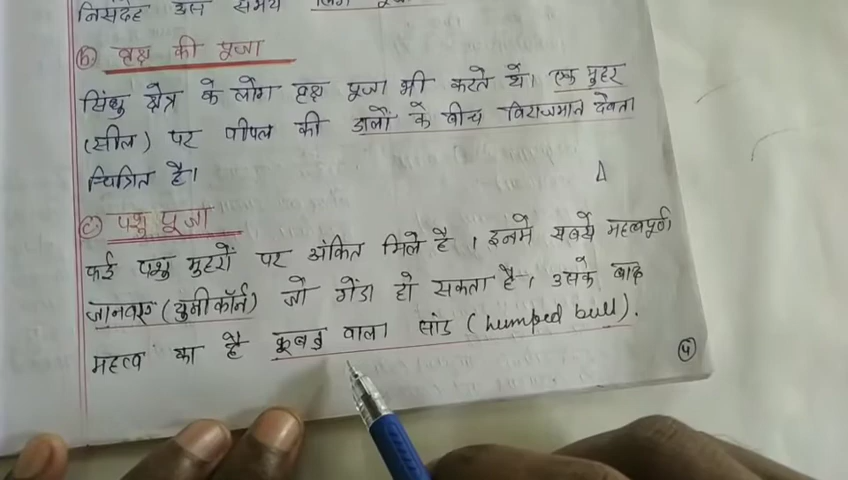 निसंदेह उस समय लिंग
(b) वृक्ष की पूजा
सिंधु क्षेत्र के लोग वृक्ष पूजा भी करते थे। एक मुहर
(सील) पर पीपल की डालों के बीच विराजमान देवता
चित्रित है।
(c) पशु पूजा
कई पशु मुहरों पर अंकित मिले है। इनमें सबसे महत्वपूर्ण
जानवर (युनीकॉर्न) जो गेंडा हो सकता है, उसके बाद
महत्व का है कूबड़ वाला सांड (humped bull).
4